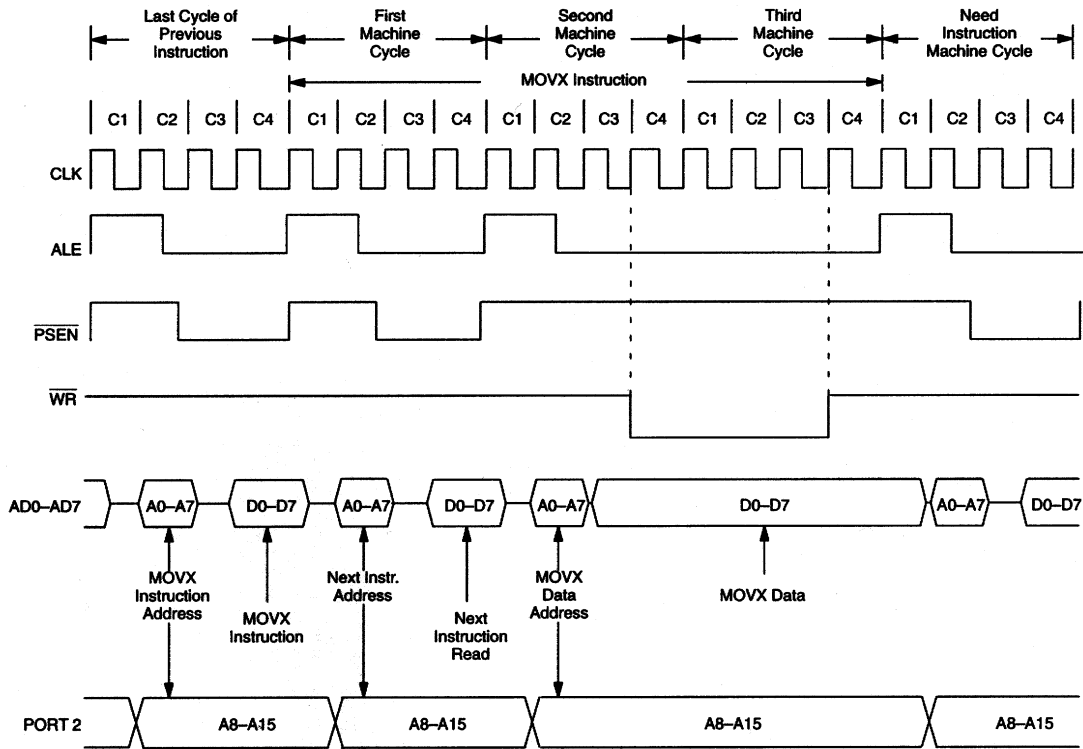 Last Cycle of
Previous
Instruction
First
Machine
Cycle
Second
Machine
Cycle
Third
Machine
Cycle
Need
Instruction
Machine Cycle
MOVX Instruction
C1 C2 C3 C4 C1 C2 C3 C4 C1 C2 C3 C4 C1 C2 C3 C4 C1 C2 C3 C4
CLK
ALE
PSEN
WR
AD0–AD7 A0–A7 D0–D7 A0–A7 D0–D7 A0–A7 D0–D7 A0–A7 D0–D7
MOVX
Instruction
Address
MOVX
Instruction
Next Instr.
Address
Next
Instruction
Read
MOVX
Data
Address
MOVX Data
PORT 2 A8–A15 A8–A15 A8–A15 A8–A15